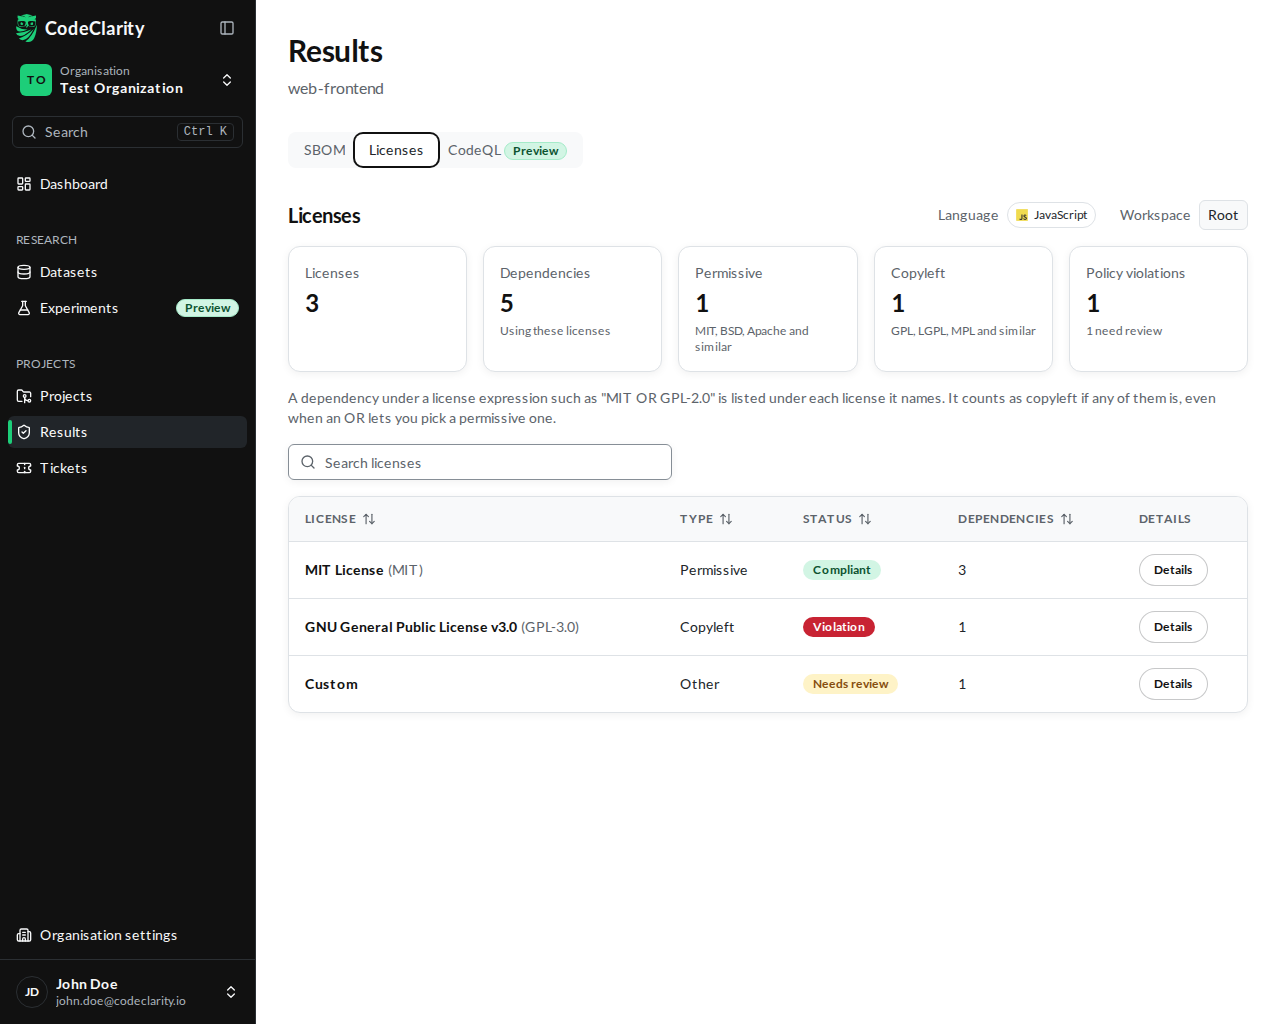 CodeClarity
TO
Organisation
Test Organization
Search
Ctrl K
Dashboard
RESEARCH
Datasets
Experiments
Preview
PROJECTS
Projects
Results
Tickets
Organisation settings
JD
John Doe
john.doe@codeclarity.io
Results
web-frontend
SBOM
Licenses
CodeQL
Preview
Licenses
Language
JS
JavaScript
Workspace
Root
Licenses
3
Dependencies
5
Using these licenses
Permissive
1
MIT, BSD, Apache and
similar
Copyleft
1
GPL, LGPL, MPL and similar
Policy violations
1
1 need review
A dependency under a license expression such as "MIT OR GPL-2.0" is listed under each license it names. It counts as copyleft if any of them is, even
when an OR lets you pick a permissive one.
Search licenses
LICENSE TYPE STATUS DEPENDENCIES DETAILS
MIT License (MIT) Permissive Compliant 3 Details
GNU General Public License v3.0 (GPL-3.0) Copyleft Violation 1 Details
Custom Other Needs review 1 Details